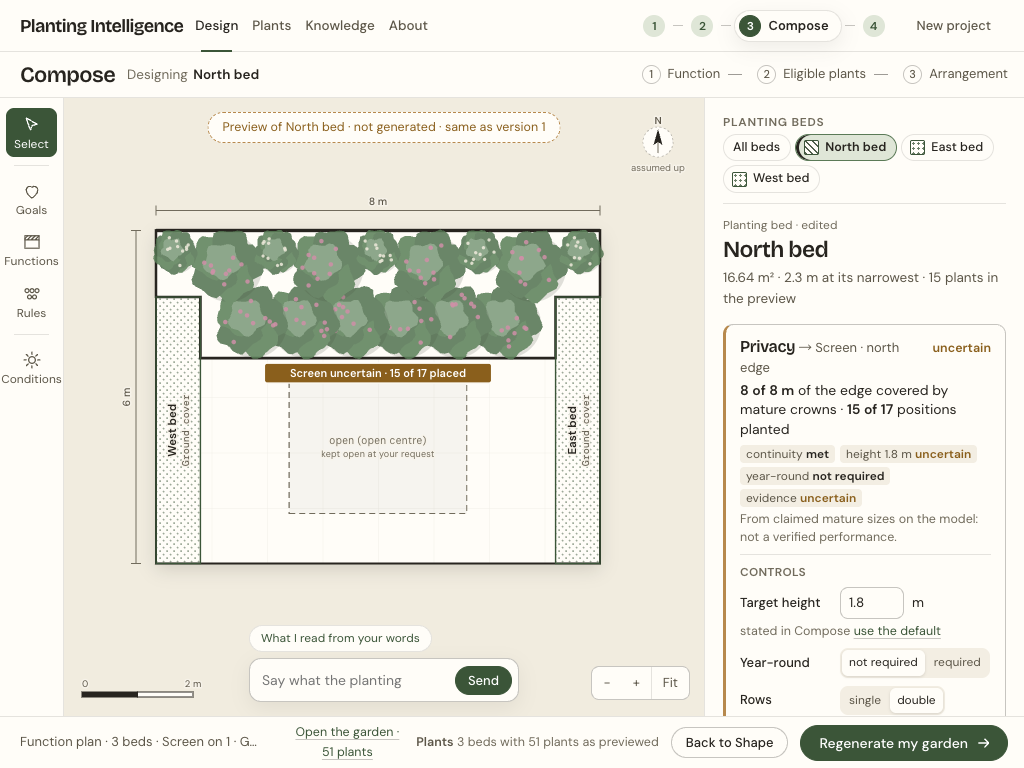 Planting Intelligence Design Plants Knowledge About 1 2 3 Compose 4 New project
Compose Designing North bed 1 Function 2 Eligible plants 3 Arrangement
Select
Goals
Functions
Rules
Conditions
Preview of North bed · not generated · same as version 1
N
assumed up
8 m
6 m
West bed
Ground cover
East bed
Ground cover
Screen uncertain · 15 of 17 placed
open (open centre)
kept open at your request
What I read from your words
Say what the planting
Send
0 2 m
− + Fit
PLANTING BEDS
All beds North bed East bed
West bed
Planting bed · edited
North bed
16.64 m² · 2.3 m at its narrowest · 15 plants in
the preview
Privacy → Screen · north uncertain
edge
8 of 8 m of the edge covered by
mature crowns · 15 of 17 positions
planted
continuity met height 1.8 m uncertain
year-round not required
evidence uncertain
From claimed mature sizes on the model:
not a verified performance.
CONTROLS
Target height 1.8 m
stated in Compose use the default
Year-round not required required
Rows single double
Function plan · 3 beds · Screen on 1 · G...
Open the garden ·
51 plants
Plants 3 beds with 51 plants as previewed
Back to Shape
Regenerate my garden →